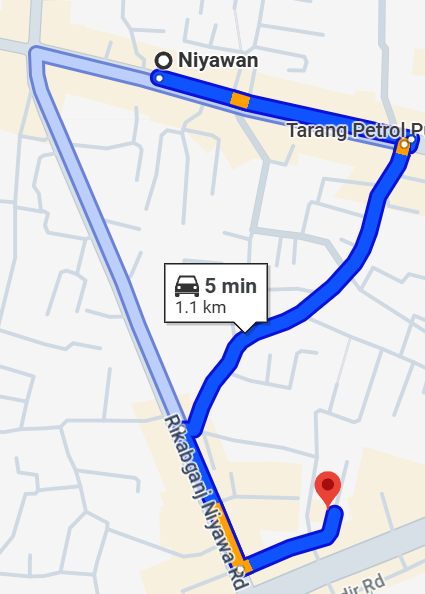 Niyawan
Tarang Petrol P
5 min
1.1 km
Rikabganj Niyawa Rd
dir Rd